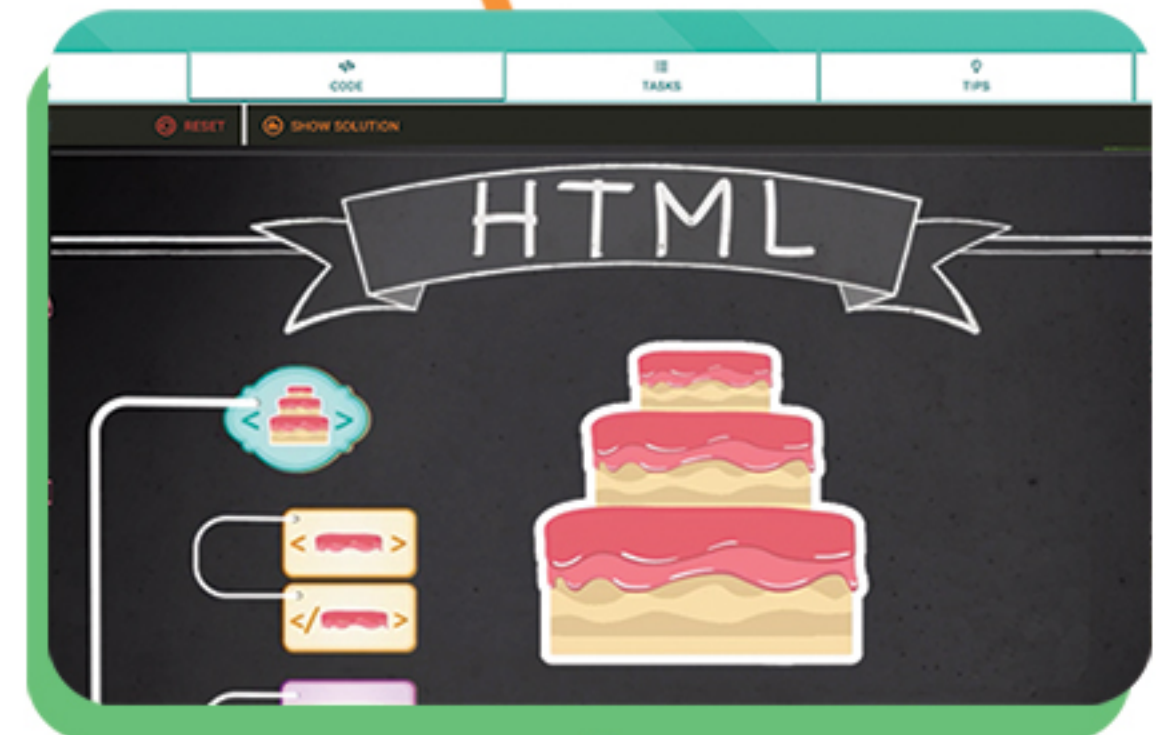 CODE
TASKS
TIPS
RESET
SHOW SOLUTION
HTML
< >
< >
</ >